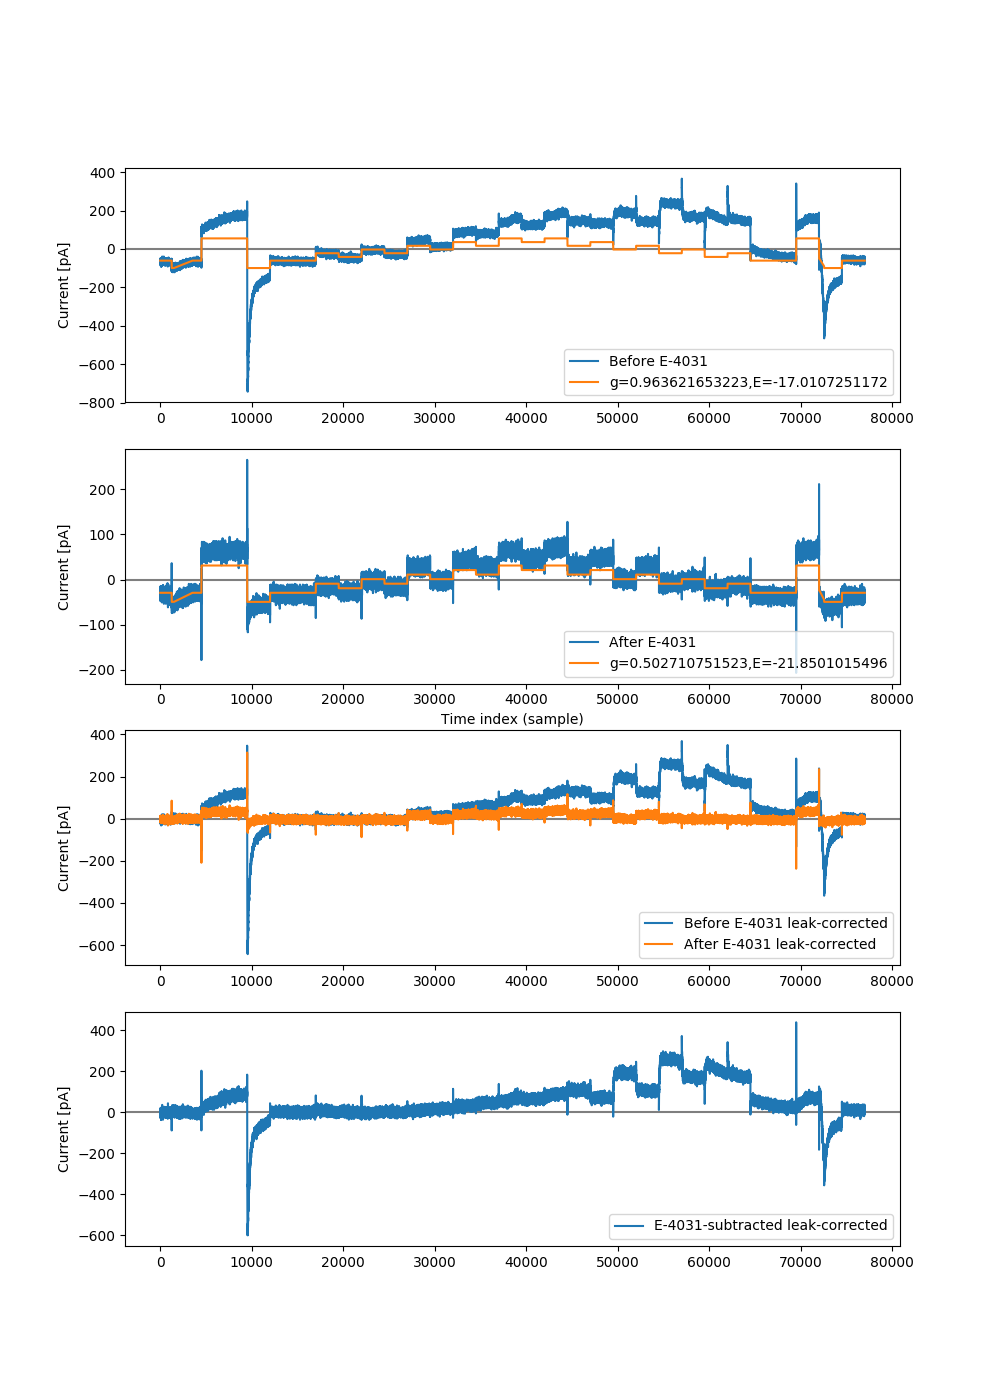 400
200
0
−200
−400
−600
−800
Current [pA]
Before E-4031
g=0.963621653223,E=-17.0107251172
0 10000 20000 30000 40000 50000 60000 70000 80000
200
100
0
−100
−200
Current [pA]
After E-4031
g=0.502710751523,E=-21.8501015496
0 10000 20000 30000 40000 50000 60000 70000 80000
Time index (sample)
400
200
0
−200
−400
−600
Current [pA]
Before E-4031 leak-corrected
After E-4031 leak-corrected
0 10000 20000 30000 40000 50000 60000 70000 80000
400
200
0
−200
−400
−600
Current [pA]
E-4031-subtracted leak-corrected
0 10000 20000 30000 40000 50000 60000 70000 80000